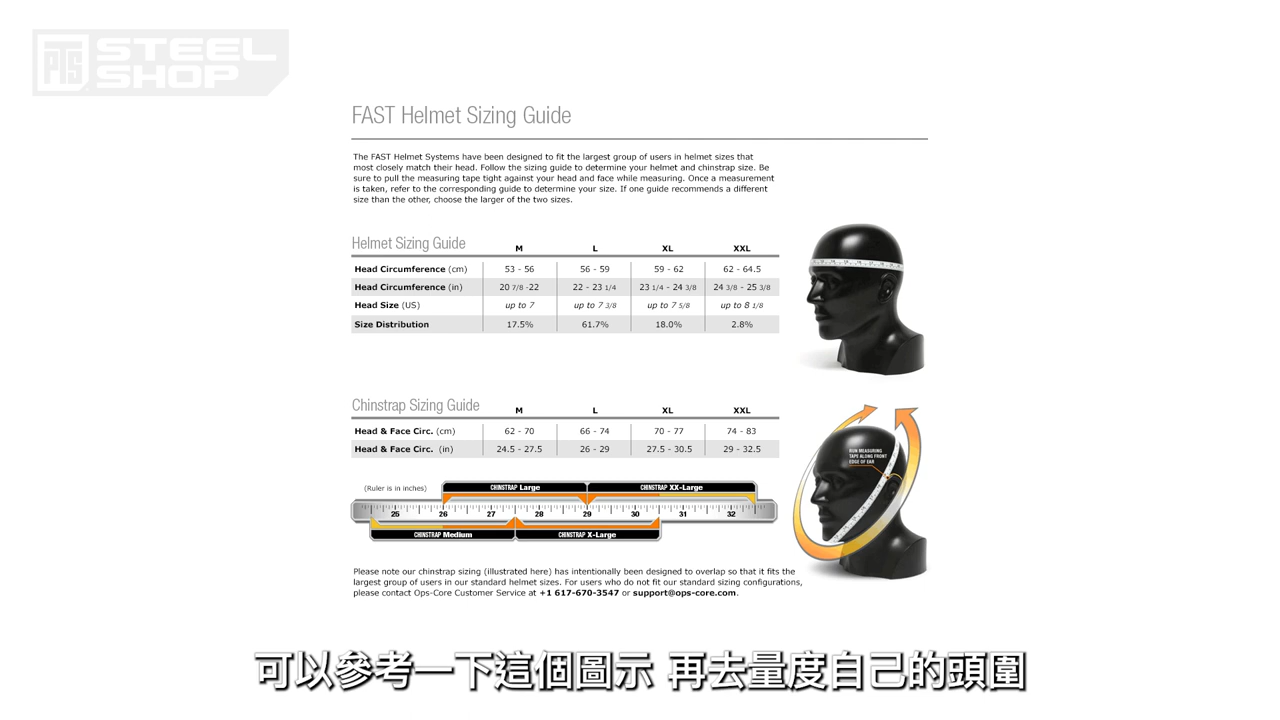 PTS STEEL
SHOP
FAST Helmet Sizing Guide
The FAST Helmet Systems have been designed to fit the largest group of users in helmet sizes that
most closely match their head. Follow the sizing guide to determine your helmet and chinstrap size. Be
sure to pull the measuring tape tight against your head and face while measuring. Once a measurement
is taken, refer to the corresponding guide to determine your size. If one guide recommends a different
size than the other, choose the larger of the two sizes.
Helmet Sizing Guide M L XL XXL
Head Circumference (cm) 53 - 56 56 - 59 59 - 62 62 - 64.5
Head Circumference (in) 20 7/8 -22 22 - 23 1/4 23 1/4 - 24 3/8 24 3/8 - 25 3/8
Head Size (US) up to 7 up to 7 3/8 up to 7 5/8 up to 8 1/8
Size Distribution 17.5% 61.7% 18.0% 2.8%
Chinstrap Sizing Guide M L XL XXL
Head & Face Circ. (cm) 62 - 70 66 - 74 70 - 77 74 - 83
Head & Face Circ. (in) 24.5 - 27.5 26 - 29 27.5 - 30.5 29 - 32.5
RUN MEASURING
TAPE ALONG FRONT
EDGE OF EAR
(Ruler is in inches) CHINSTRAP Large CHINSTRAP XX-Large
25 26 27 28 29 30 31 32
CHINSTRAP Medium CHINSTRAP X-Large
Please note our chinstrap sizing (illustrated here) has intentionally been designed to overlap so that it fits the
largest group of users in our standard helmet sizes. For users who do not fit our standard sizing configurations,
please contact Ops-Core Customer Service at +1 617-670-3547 or support@ops-core.com.
可以參考一下這個圖示 再去量度自己的頭圍